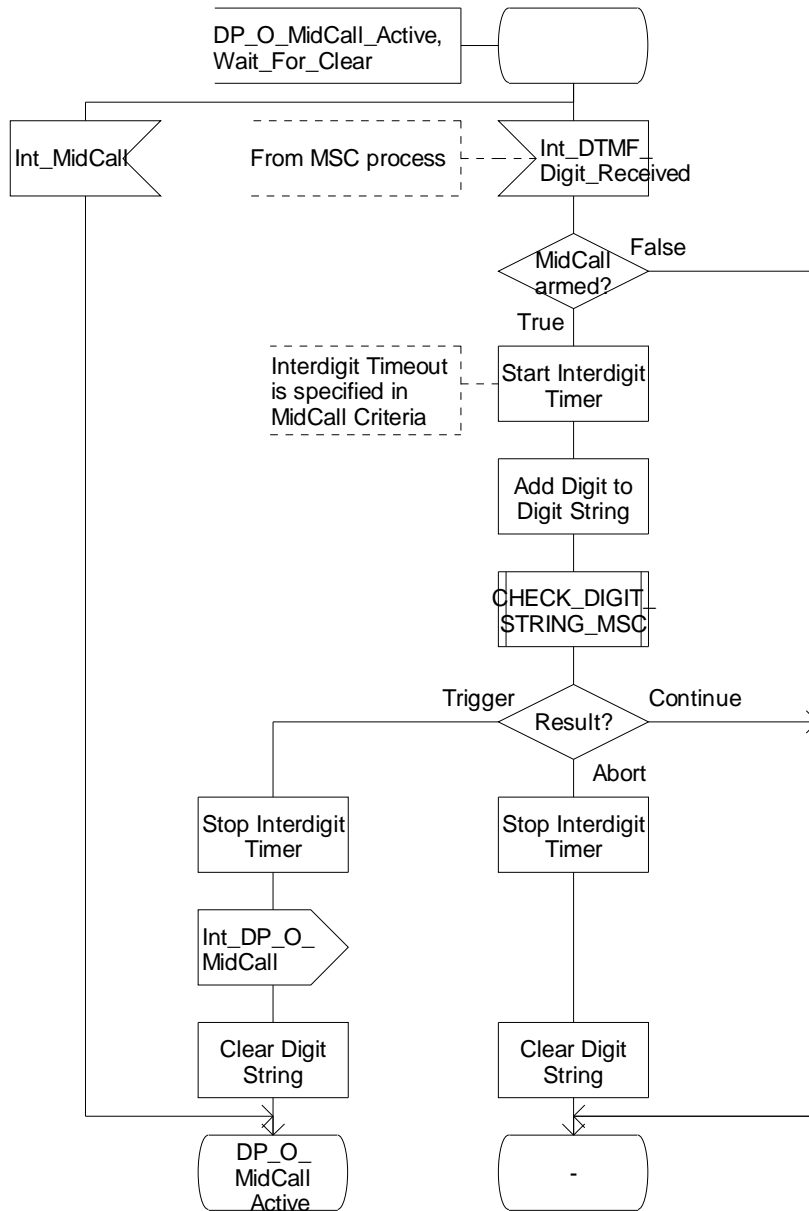 DP_O_MidCall_Active,
Wait_For_Clear
Int_MidCall
From MSC process
Int_DTMF_
Digit_Received
MidCall
armed?
False
True
Interdigit Timeout
is specified in
MidCall Criteria
Start Interdigit
Timer
Add Digit to
Digit String
CHECK_DIGIT_
STRING_MSC
Trigger
Result?
Continue
Abort
Stop Interdigit
Timer
Stop Interdigit
Timer
Int_DP_O_
MidCall
Clear Digit
String
Clear Digit
String
DP_O_
MidCall
_Active
-